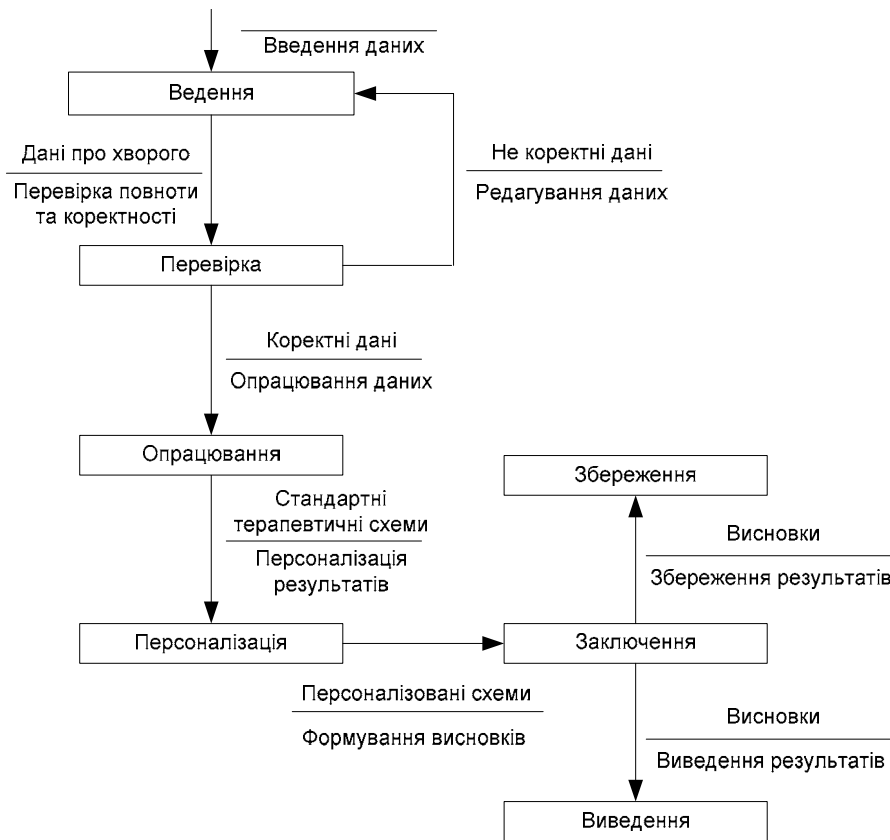 Введення даних
Ведення
Дані про хворого
Перевірка повноти
та коректності
Не коректні дані
Редагування даних
Перевірка
Коректні дані
Опрацювання даних
Опрацювання
Стандартні
терапевтичні схеми
Персоналізація
результатів
Збереження
Висновки
Збереження результатів
Персоналізація
Заключення
Персоналізовані схеми
Формування висновків
Висновки
Виведення результатів
Виведення